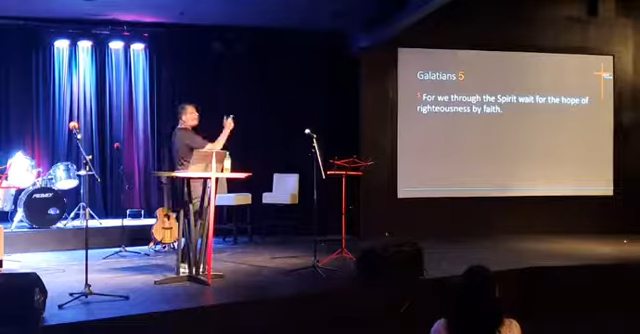 Galatians 5
5 For we through the Spirit wait for the hope of
righteousness by faith.